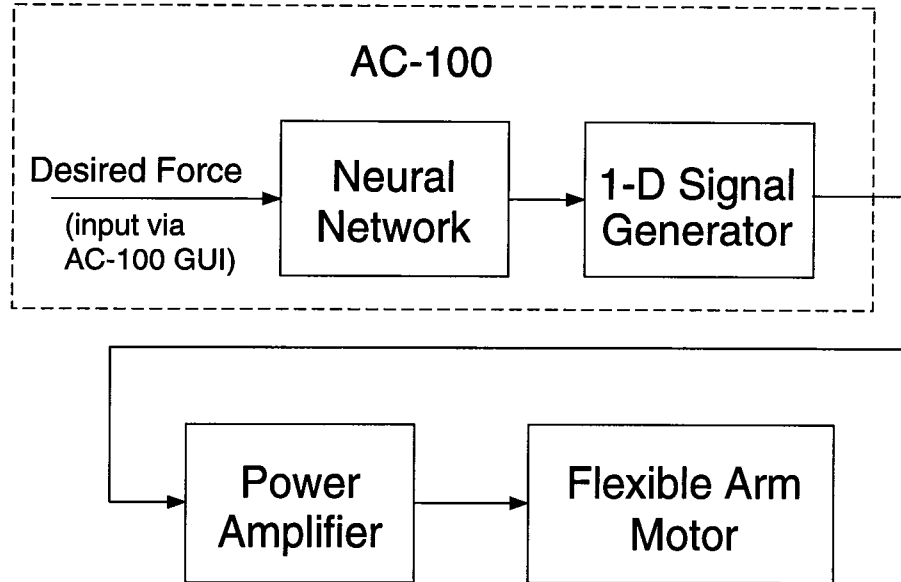 AC-100
Desired Force
(input via
AC-100 GUI)
Neural
Network
1-D Signal
Generator
Power
Amplifier
Flexible Arm
Motor